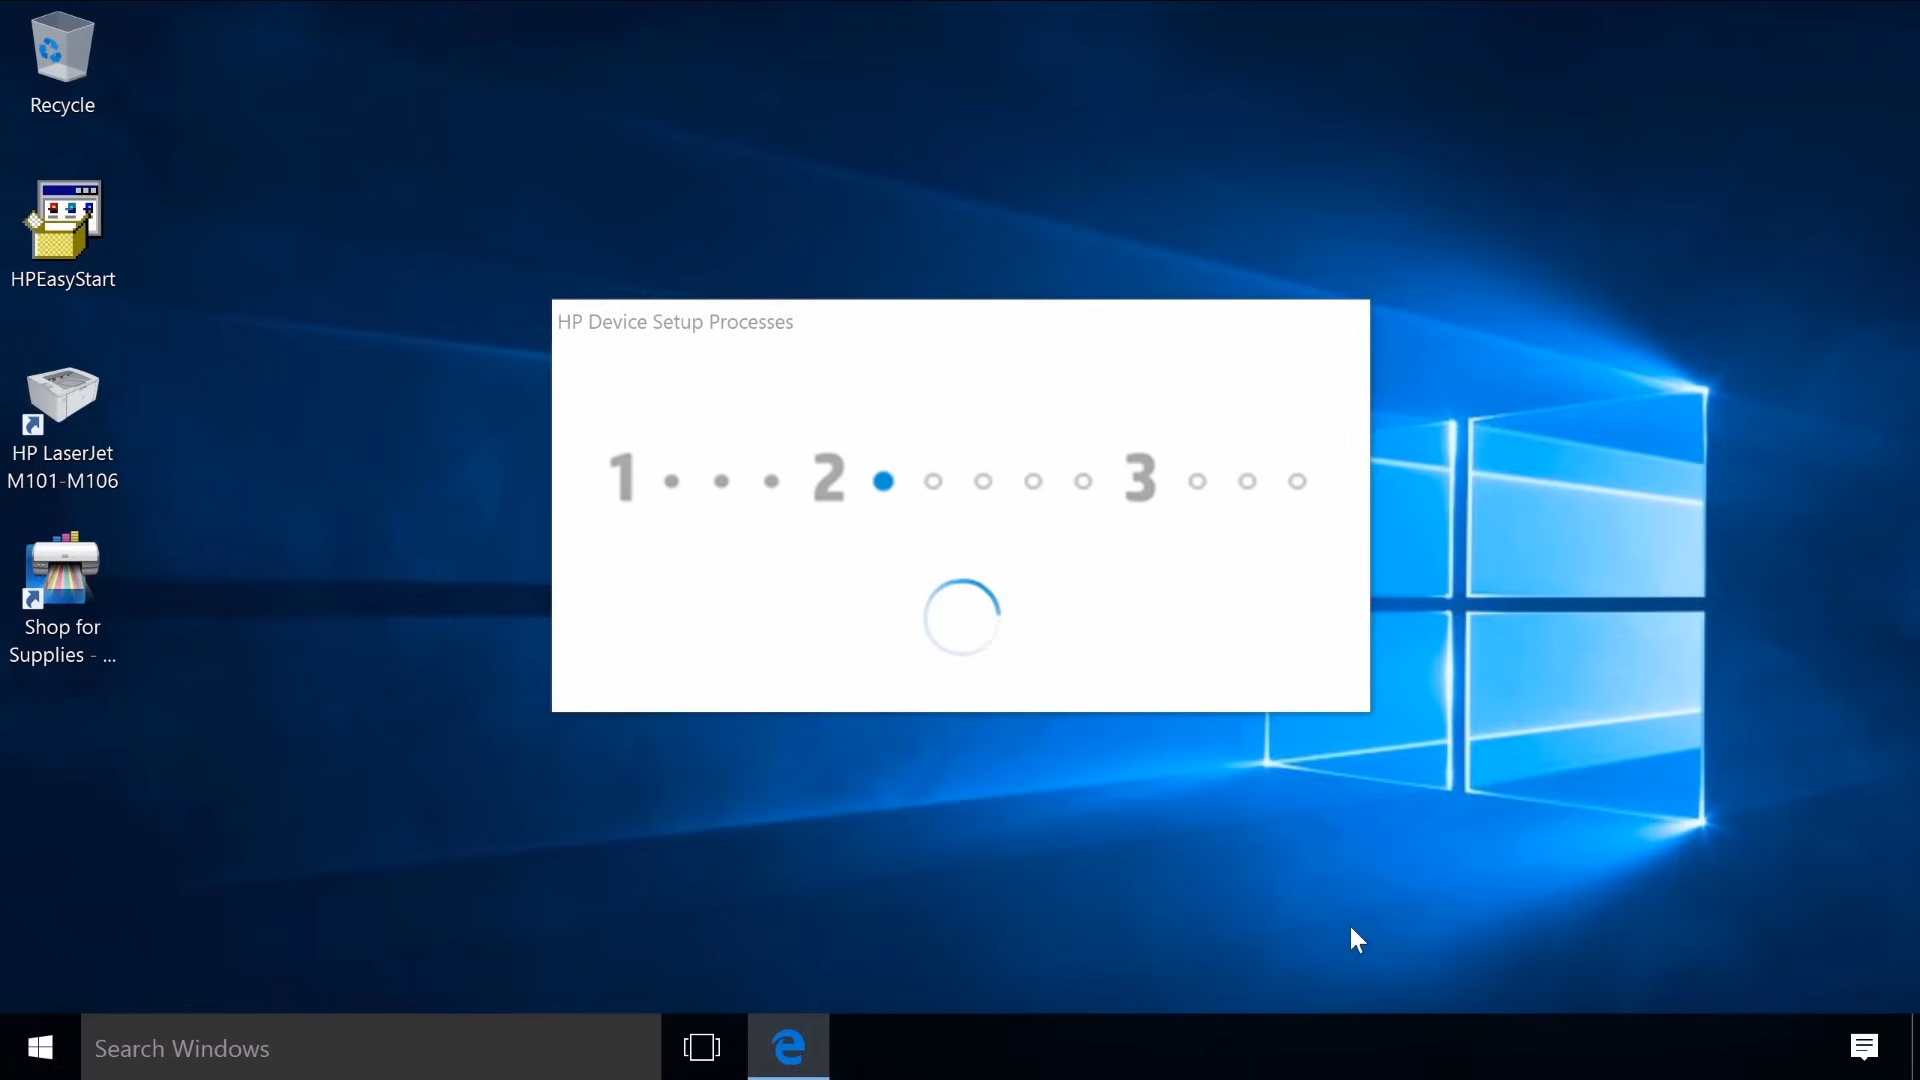 Recycle
HPEasyStart
HP LaserJet
M101-M106
Shop for
Supplies - ...
HP Device Setup Processes
1 2 3
Search Windows